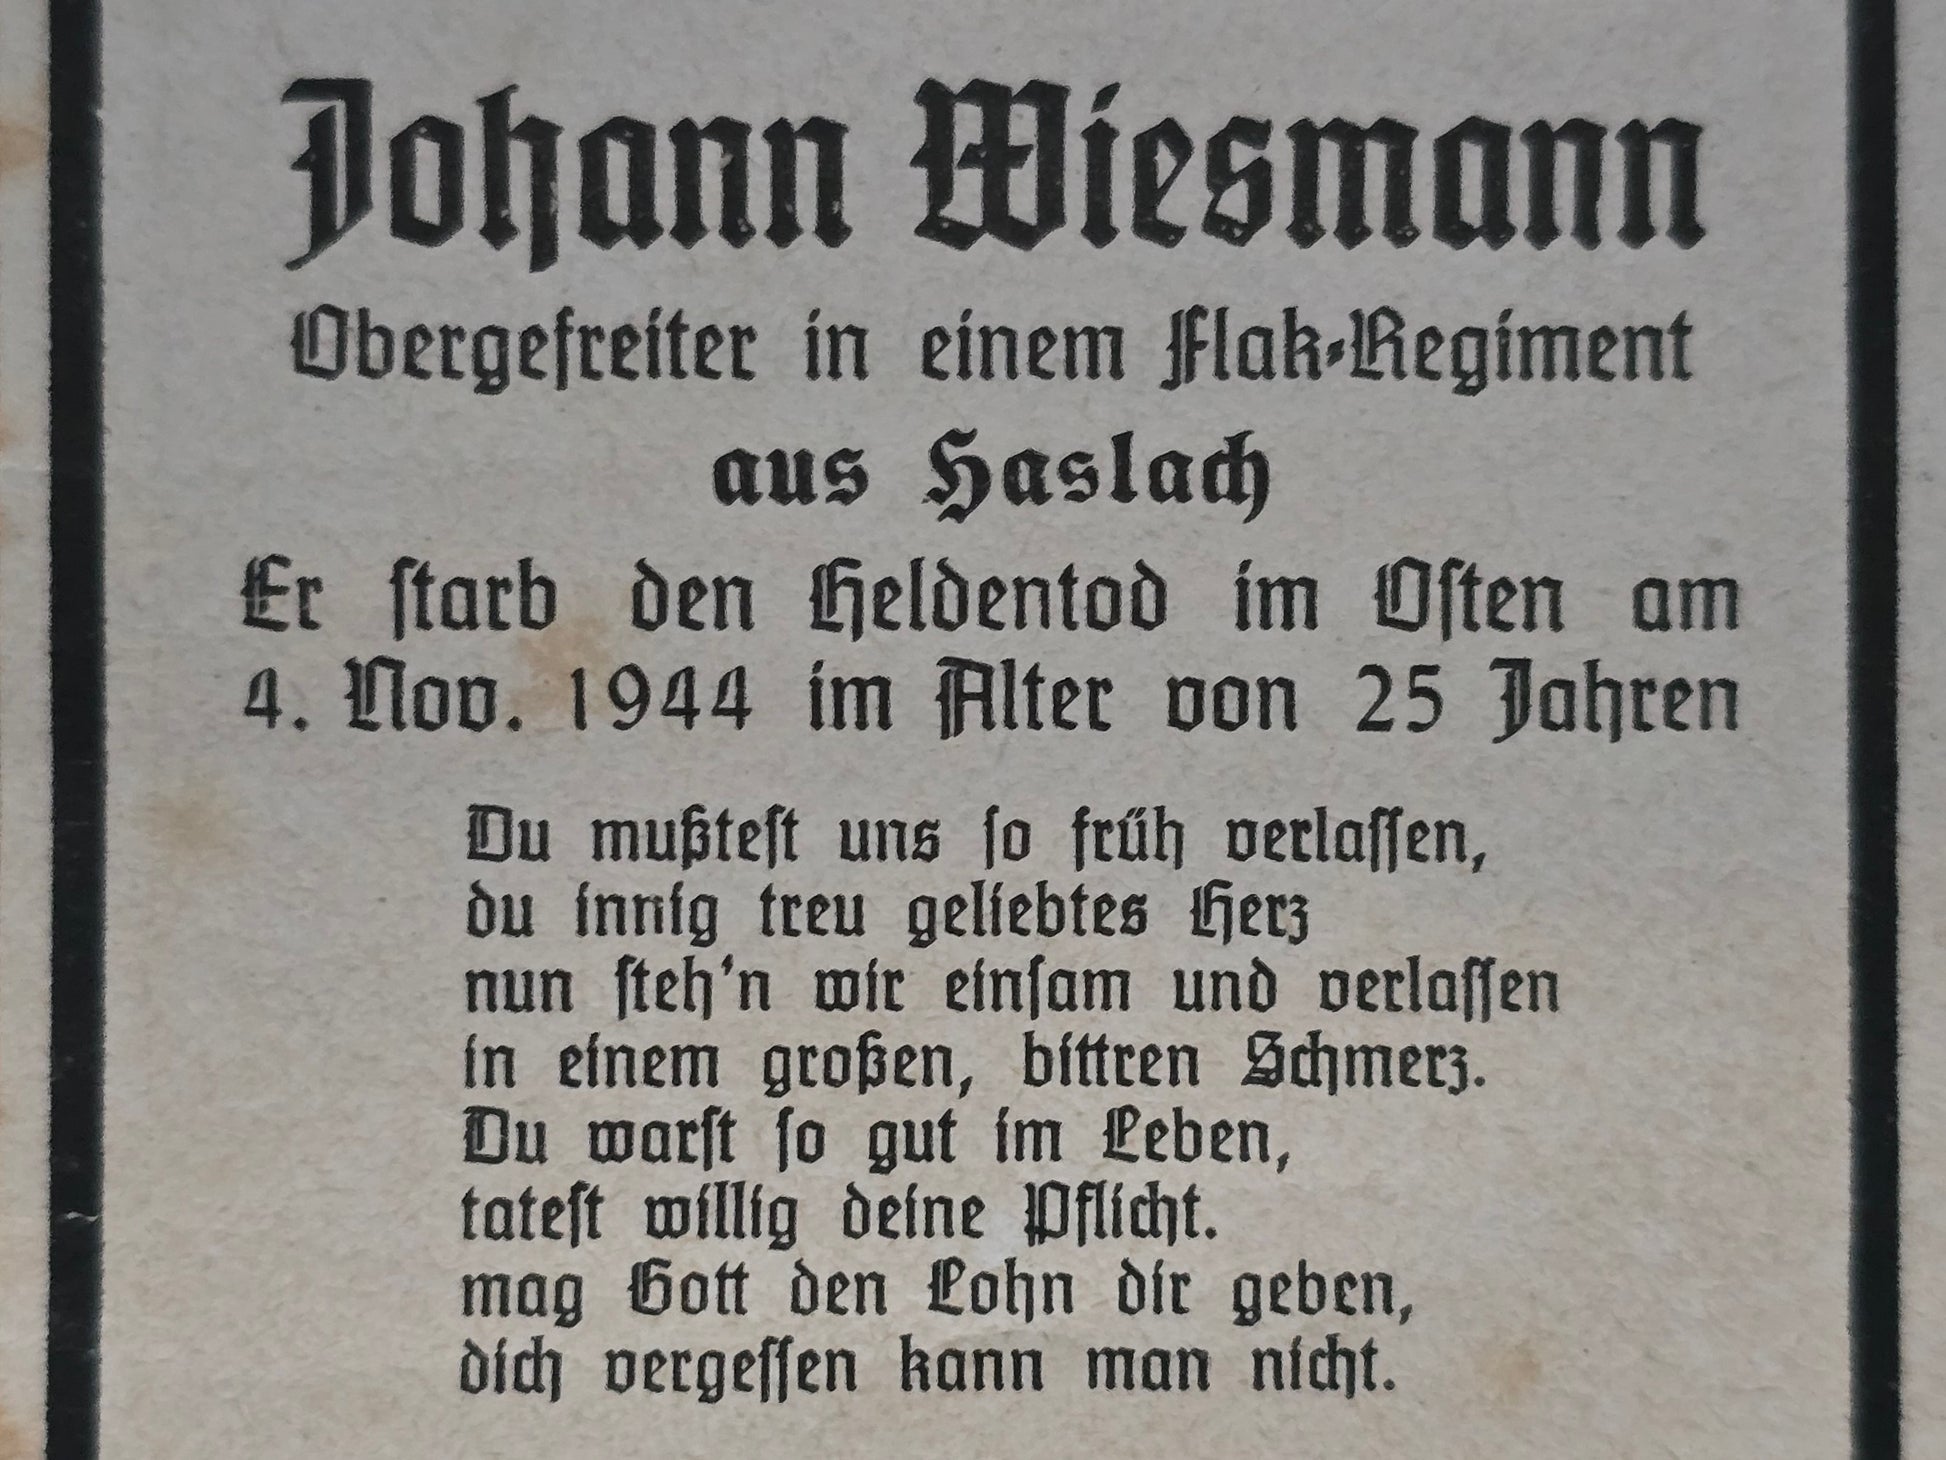 Johann Wiesmann
Obergefreiter in einem Flak-Regiment
aus Haslach
Er ſtarb den Heldentod im Oſten am
4. Nov. 1944 im Alter von 25 Jahren
Du mußteſt uns ſo früh verlaſſen,
du innig treu geliebtes Herz
nun ſteh'n wir einſam und verlaſſen
in einem großen, bittren Schmerz.
Du warſt ſo gut im Leben,
tateſt willig deine Pflicht.
mag Gott den Lohn dir geben,
dich vergeſſen kann man nicht.